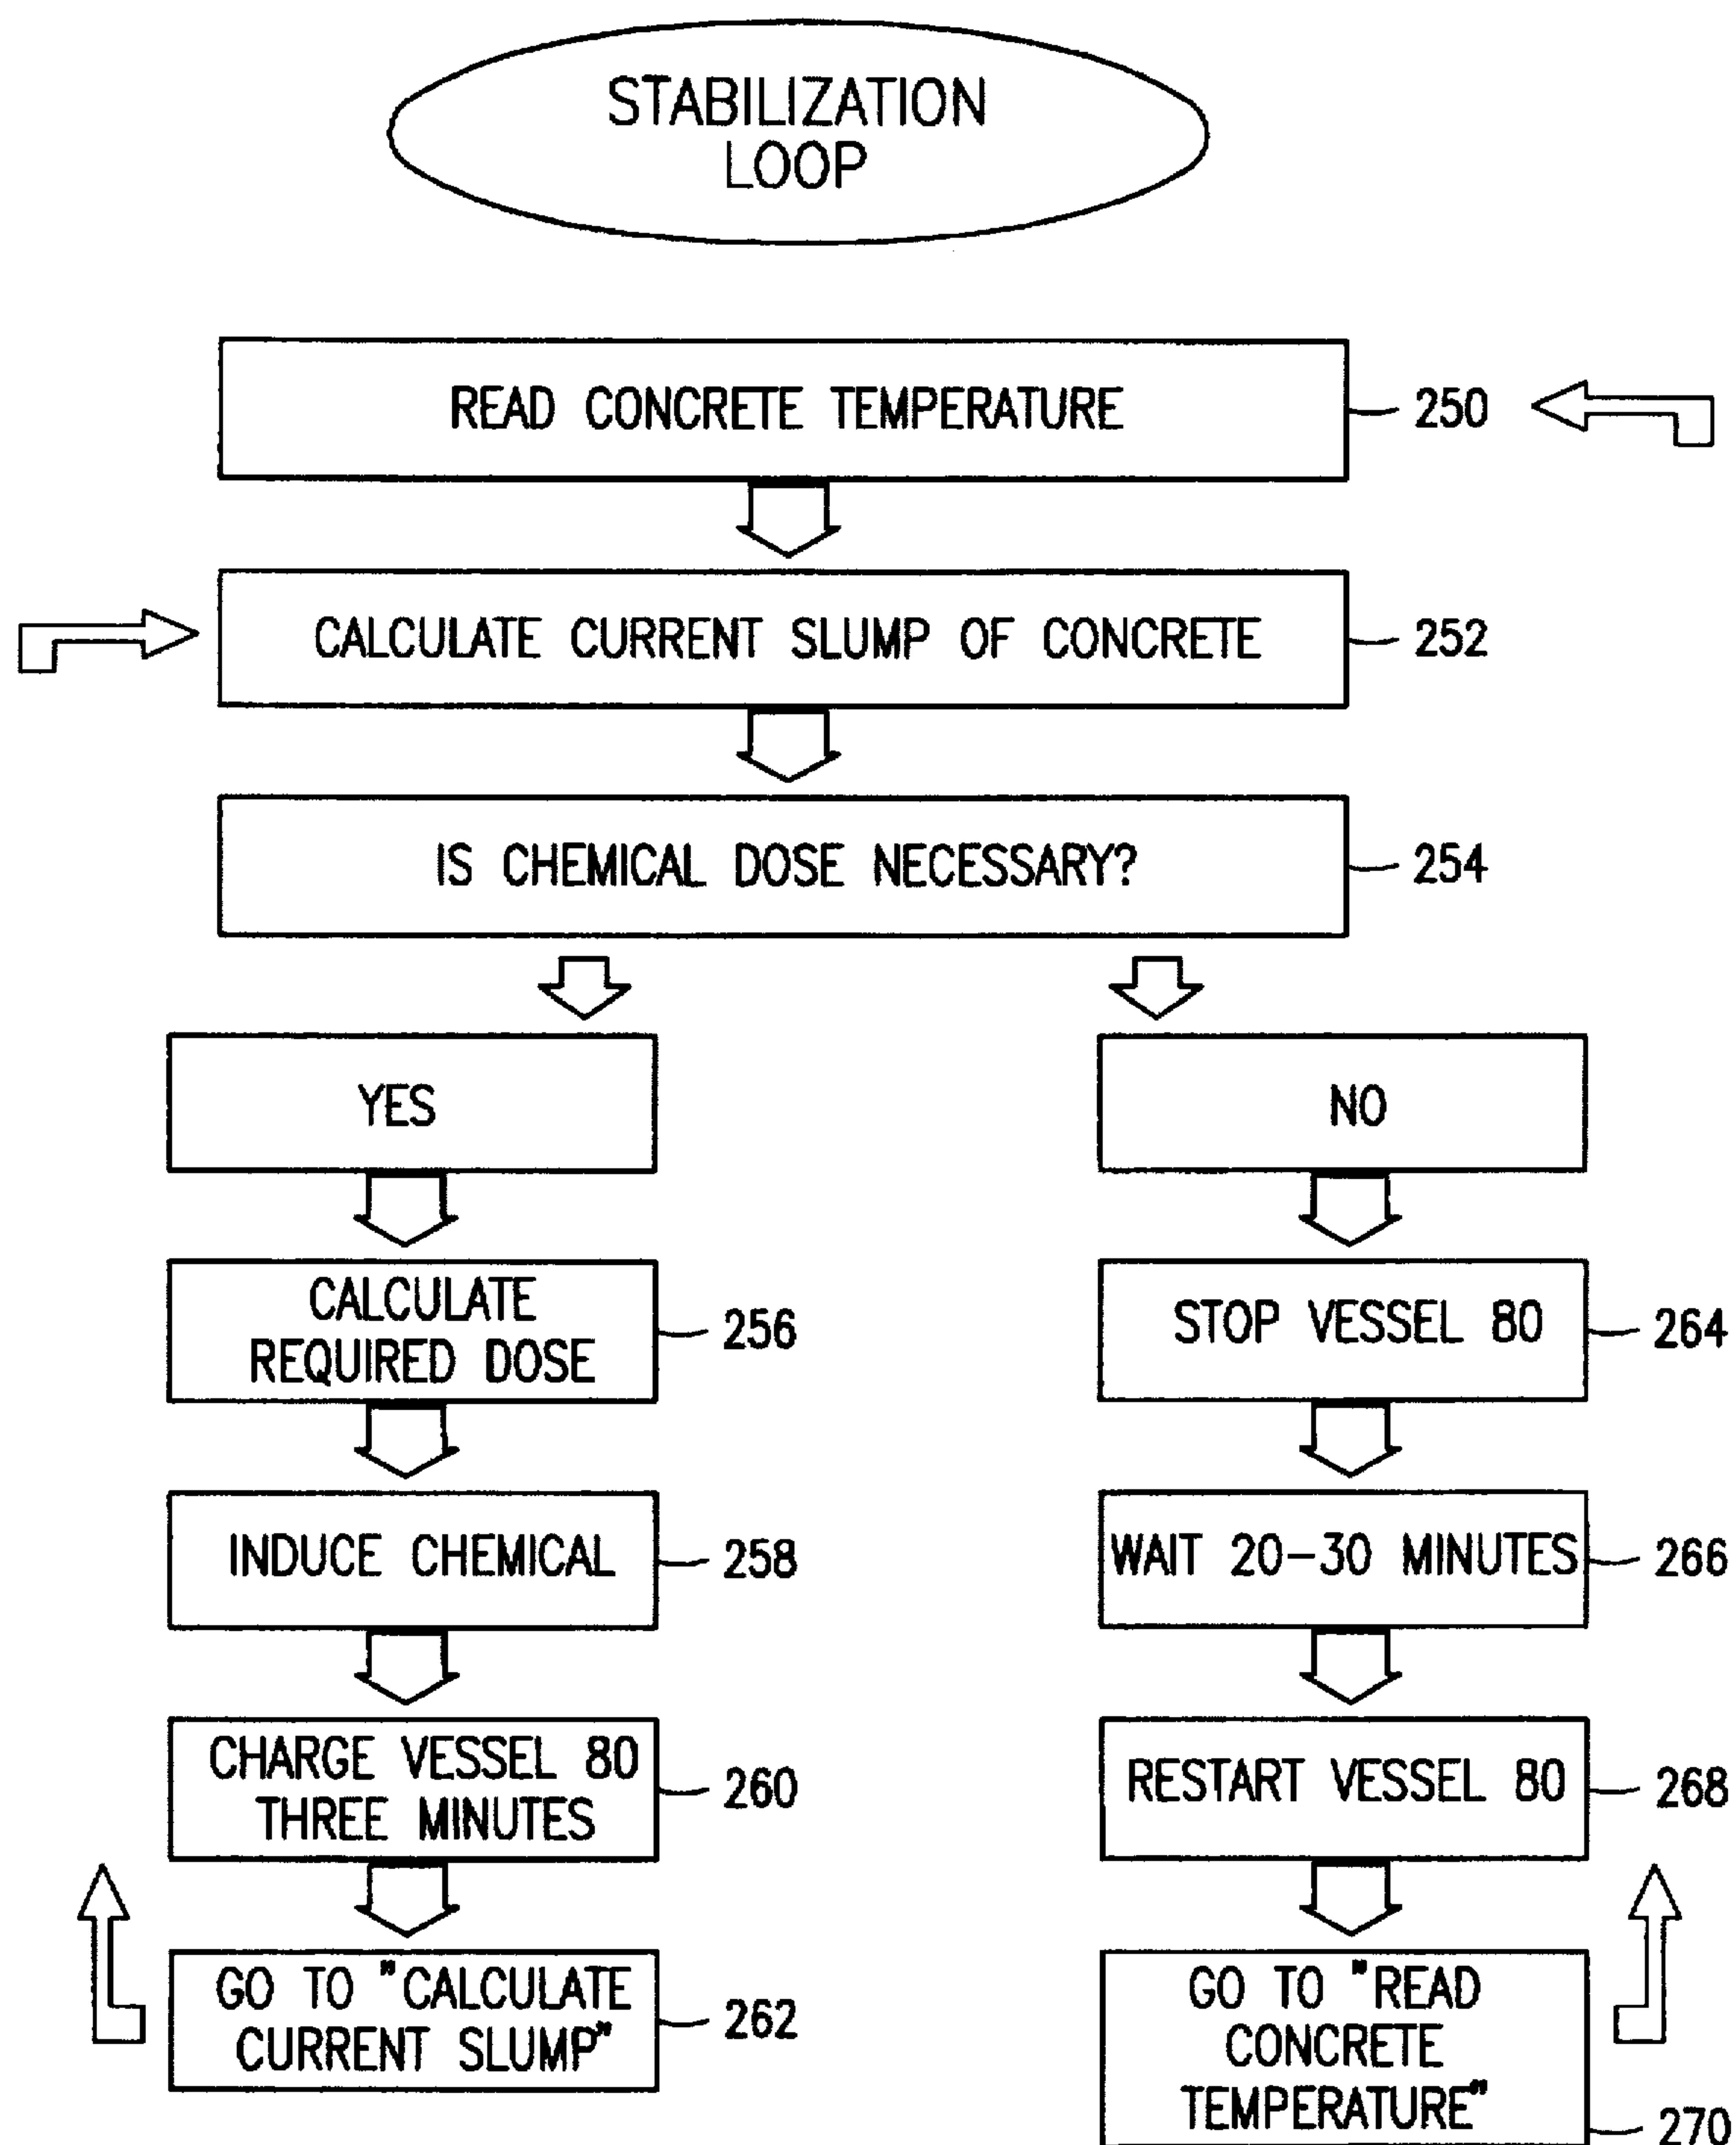 STABILIZATION
LOOP
READ CONCRETE TEMPERATURE
250
CALCULATE CURRENT SLUMP OF CONCRETE
252
IS CHEMICAL DOSE NECESSARY?
254
YES
CALCULATE
REQUIRED DOSE
256
INDUCE CHEMICAL
258
CHARGE VESSEL 80
THREE MINUTES
260
GO TO "CALCULATE
CURRENT SLUMP"
262
NO
STOP VESSEL 80
264
WAIT 20-30 MINUTES
266
RESTART VESSEL 80
268
GO TO "READ
CONCRETE
TEMPERATURE"
270